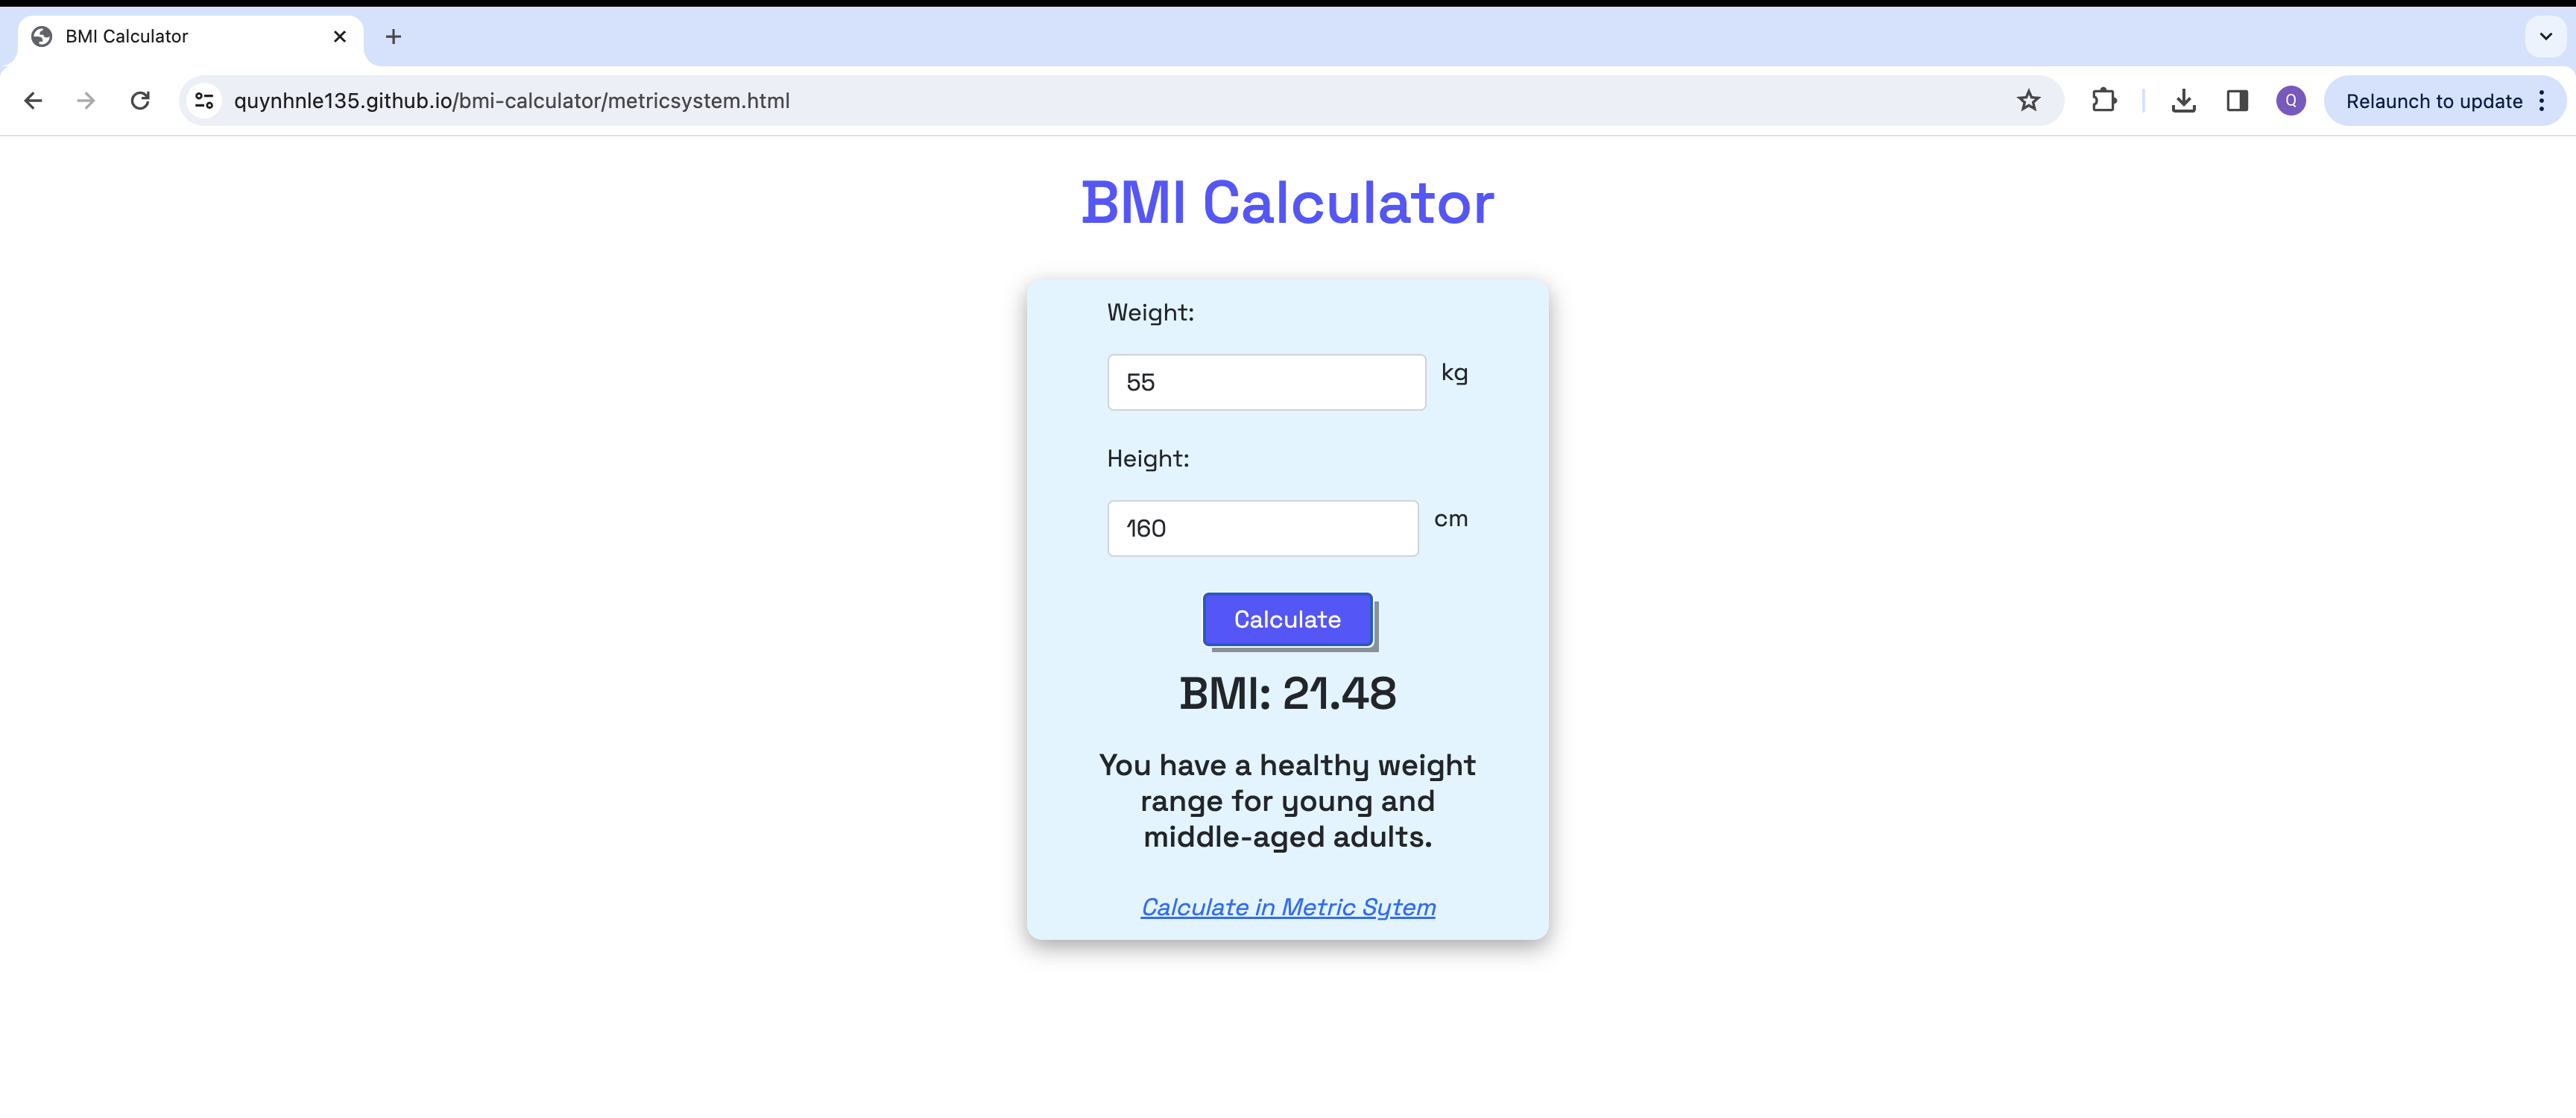 BMI Calculator
quynhnle135.github.io/bmi-calculator/metricsystem.html
Q
Relaunch to update
BMI Calculator
Weight:
55
kg
Height:
160
cm
Calculate
BMI: 21.48
You have a healthy weight
range for young and
middle-aged adults.
Calculate in Metric Sytem